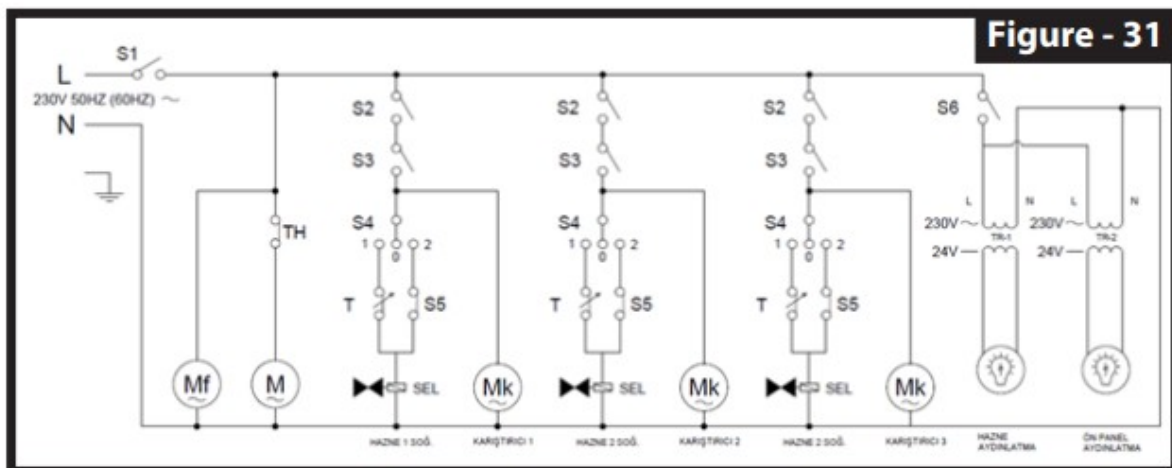 Figure - 31
S1
L
230V 50HZ (60HZ) ~
N
S2 S2 S2 S6
S3 S3 S3
L N L N
S4 S4 S4
230V~ 230V~
TH
TR-1 TR-2
1 0 2 1 0 2 1 0 2
24V 24V
T S5 T S5 T S5
Mf M SEL Mk SEL Mk SEL Mk
HAZNE 1 SOĞ. KARIŞTIRICI 1 HAZNE 2 SOĞ. KARIŞTIRICI 2 HAZNE 2 SOĞ. KARIŞTIRICI 3 HAZNE ÖN PANEL
AYDINLATMA AYDINLATMA